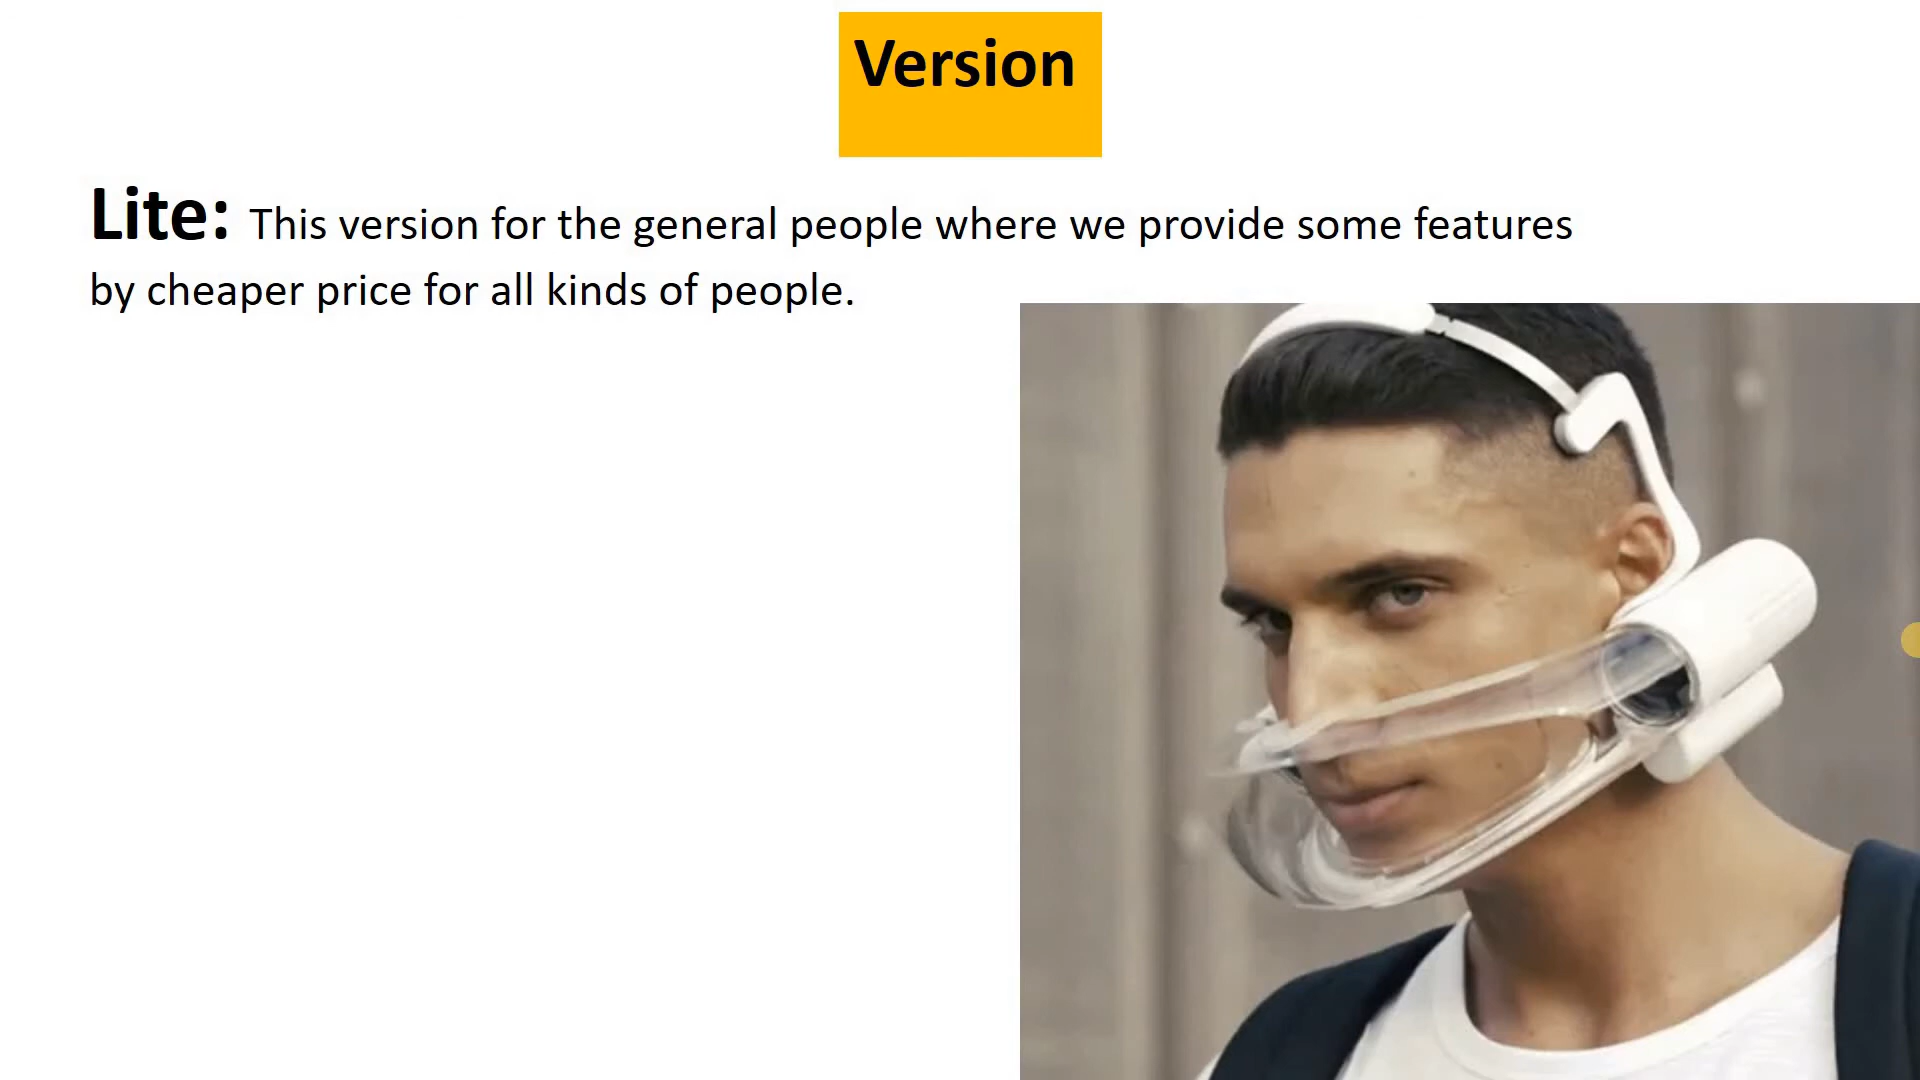 Version
Lite: This version for the general people where we provide some features
by cheaper price for all kinds of people.